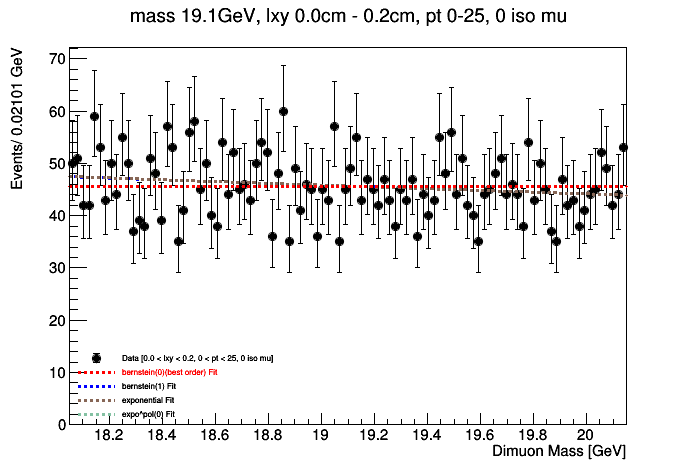 mass 19.1GeV, lxy 0.0cm - 0.2cm, pt 0-25, 0 iso mu
Events/ 0.02101 GeV
70
60
50
40
30
20
10
0
Data [0.0 < lxy < 0.2, 0 < pt < 25, 0 iso mu]
bernstein(0)(best order) Fit
bernstein(1) Fit
exponential Fit
expo*pol(0) Fit
18.2 18.4 18.6 18.8 19 19.2 19.4 19.6 19.8 20
Dimuon Mass [GeV]